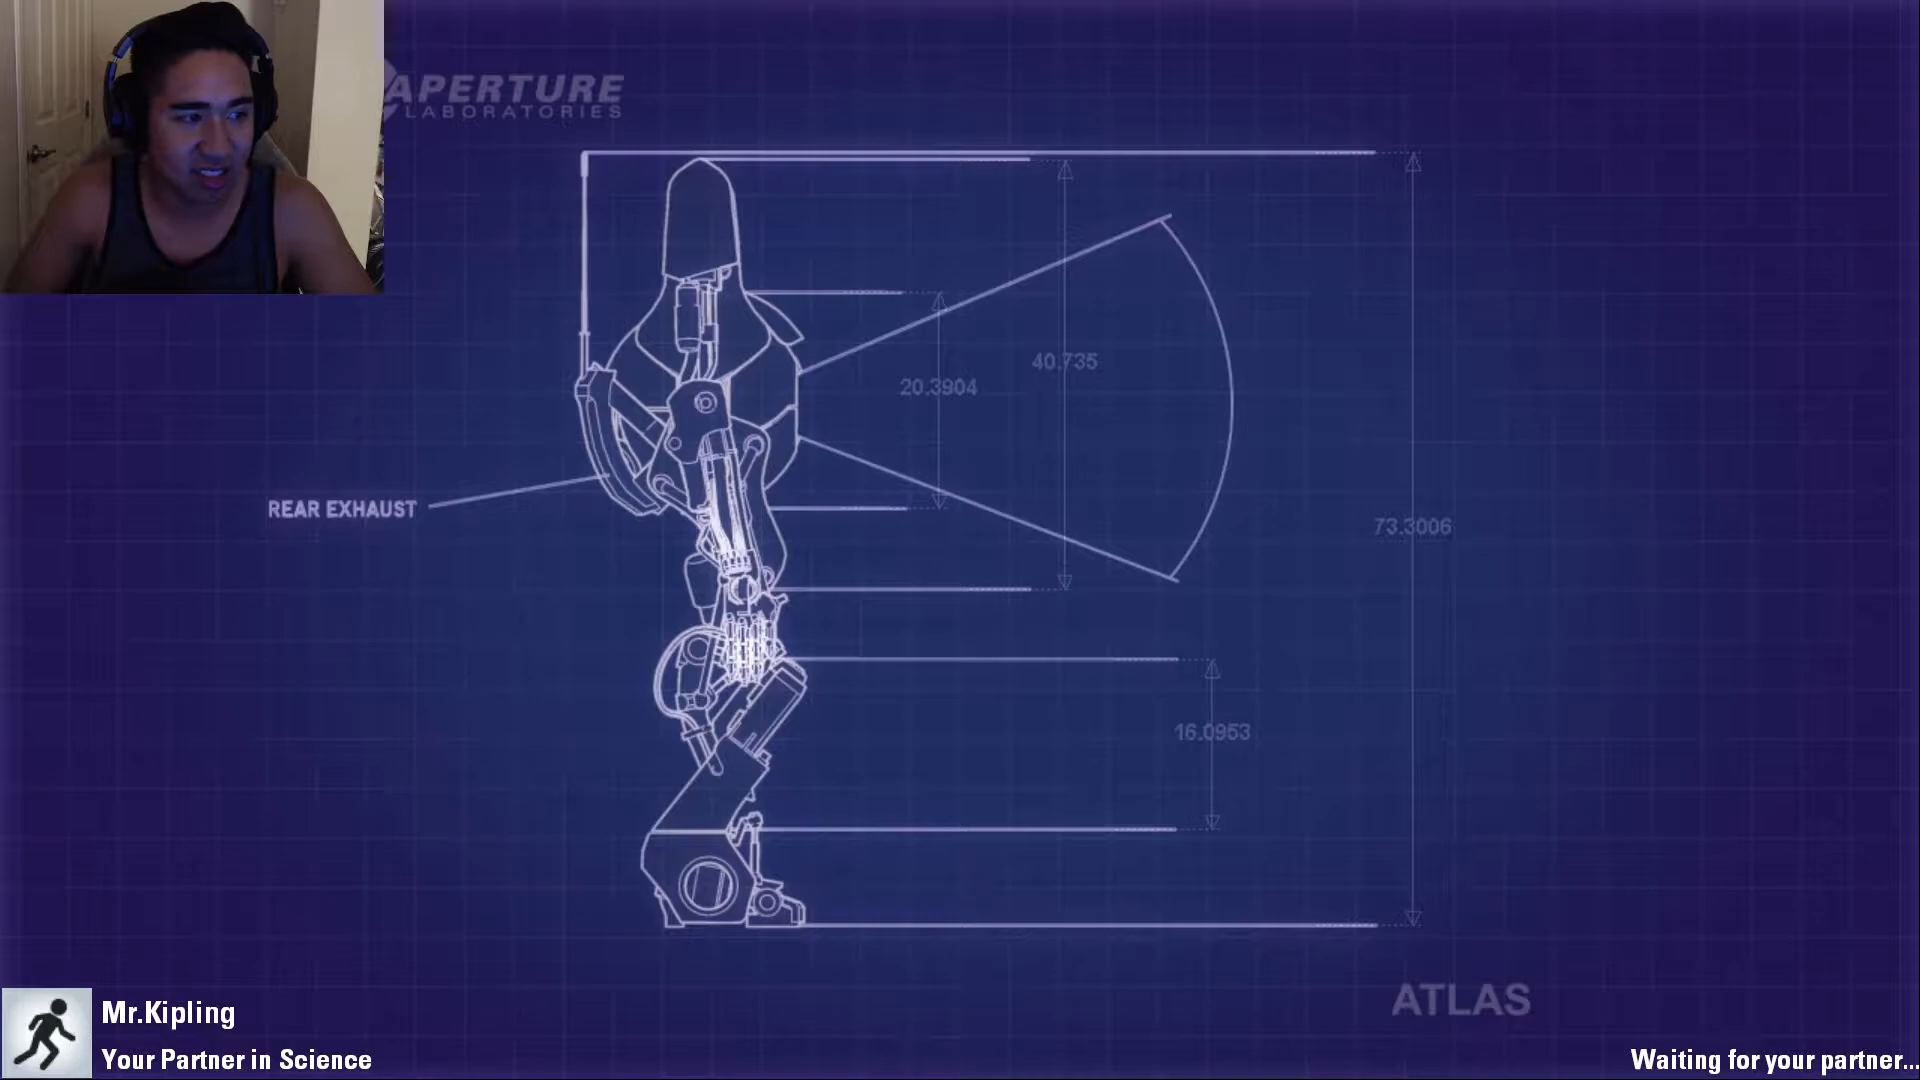 APERTURE
LABORATORIES
40.735
20.3904
REAR EXHAUST
73.3006
16.0953
ATLAS
Mr.Kipling
Your Partner in Science
Waiting for your partner...